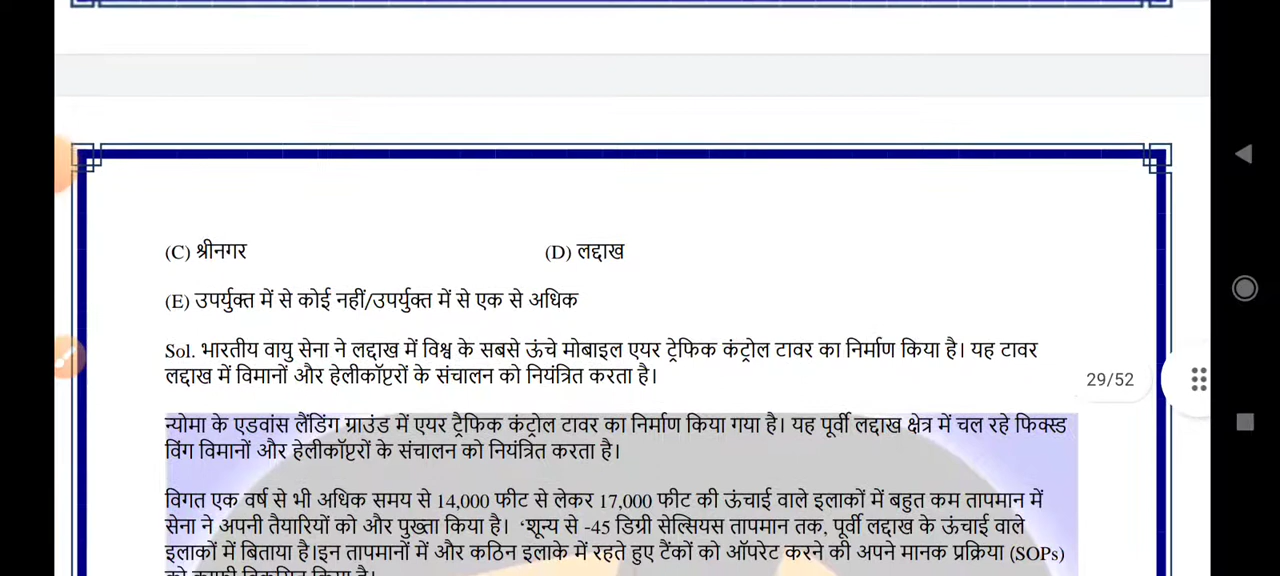 (C) श्रीनगर (D) लद्दाख
(E) उपर्युक्त में से कोई नहीं/उपर्युक्त में से एक से अधिक
Sol. भारतीय वायु सेना ने लद्दाख में विश्व के सबसे ऊंचे मोबाइल एयर ट्रेफिक कंट्रोल टावर का निर्माण किया है। यह टावर
लद्दाख में विमानों और हेलीकॉप्टरों के संचालन को नियंत्रित करता है।
29/52
न्योमा के एडवांस लैंडिंग ग्राउंड में एयर ट्रैफिक कंट्रोल टावर का निर्माण किया गया है। यह पूर्वी लद्दाख क्षेत्र में चल रहे फिक्स्ड
विंग विमानों और हेलीकॉप्टरों के संचालन को नियंत्रित करता है।
विगत एक वर्ष से भी अधिक समय से 14,000 फीट से लेकर 17,000 फीट की ऊंचाई वाले इलाकों में बहुत कम तापमान में
सेना ने अपनी तैयारियों को और पुख्ता किया है। ‘शून्य से -45 डिग्री सेल्सियस तापमान तक, पूर्वी लद्दाख के ऊंचाई वाले
इलाकों में बिताया है।इन तापमानों में और कठिन इलाके में रहते हुए टैंकों को ऑपरेट करने की अपने मानक प्रक्रिया (SOPs)